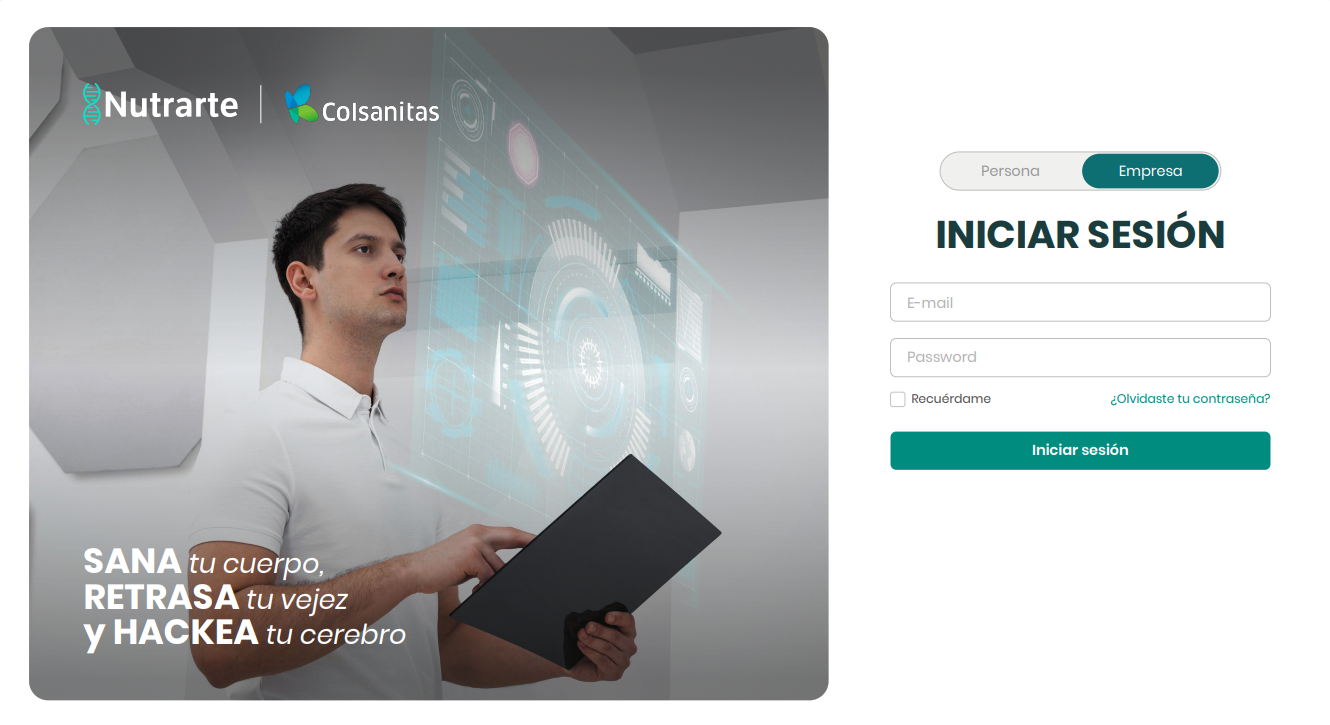 Nutrarte
Colsanitas
SANA tu cuerpo,
RETRASA tu vejez
y HACKEA tu cerebro
Persona
Empresa
INICIAR SESIÓN
E-mail
Password
Recuérdame
¿Olvidaste tu contraseña?
Iniciar sesión